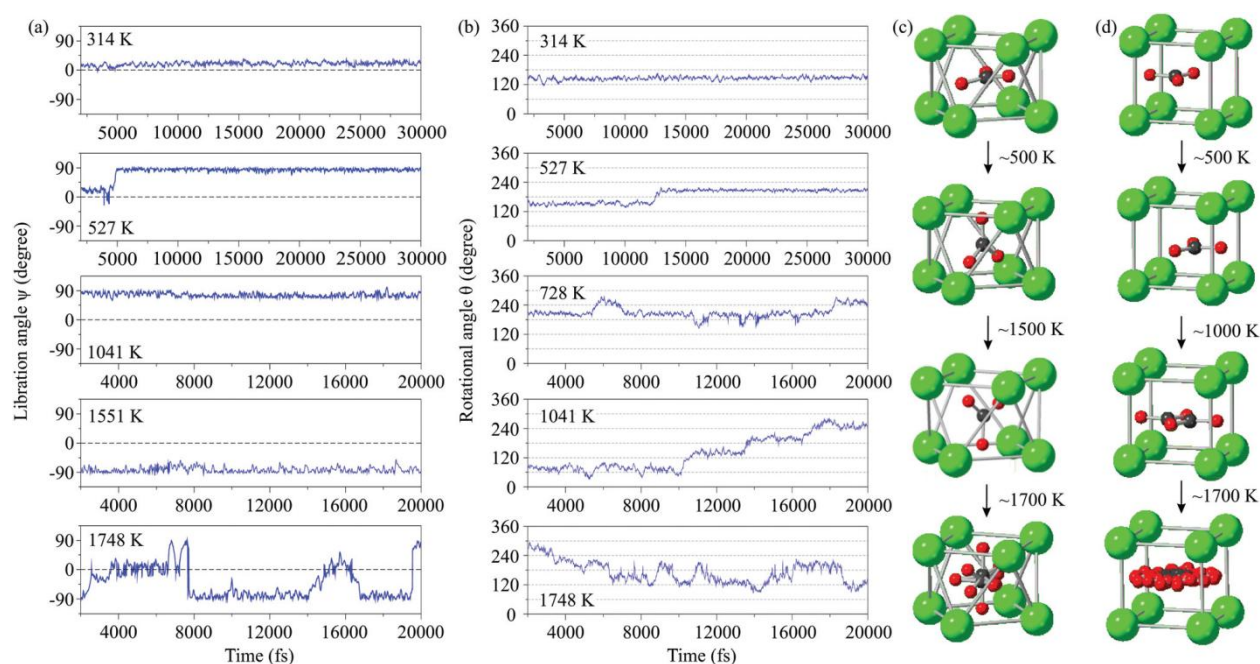 (a)
Libration angle ψ (degree)
314 K
90
0
-90
5000 10000 15000 20000 25000 30000
527 K
90
0
-90
5000 10000 15000 20000 25000 30000
1041 K
90
0
-90
4000 8000 12000 16000 20000
1551 K
90
0
-90
4000 8000 12000 16000 20000
1748 K
90
0
-90
4000 8000 12000 16000 20000
Time (fs)
(b)
Rotational angle θ (degree)
314 K
360
240
120
0
5000 10000 15000 20000 25000 30000
527 K
360
240
120
0
5000 10000 15000 20000 25000 30000
728 K
360
240
120
0
4000 8000 12000 16000 20000
1041 K
360
240
120
0
4000 8000 12000 16000 20000
1748 K
360
240
120
0
4000 8000 12000 16000 20000
Time (fs)
(c)
~500 K
~1500 K
~1700 K
(d)
~500 K
~1000 K
~1700 K